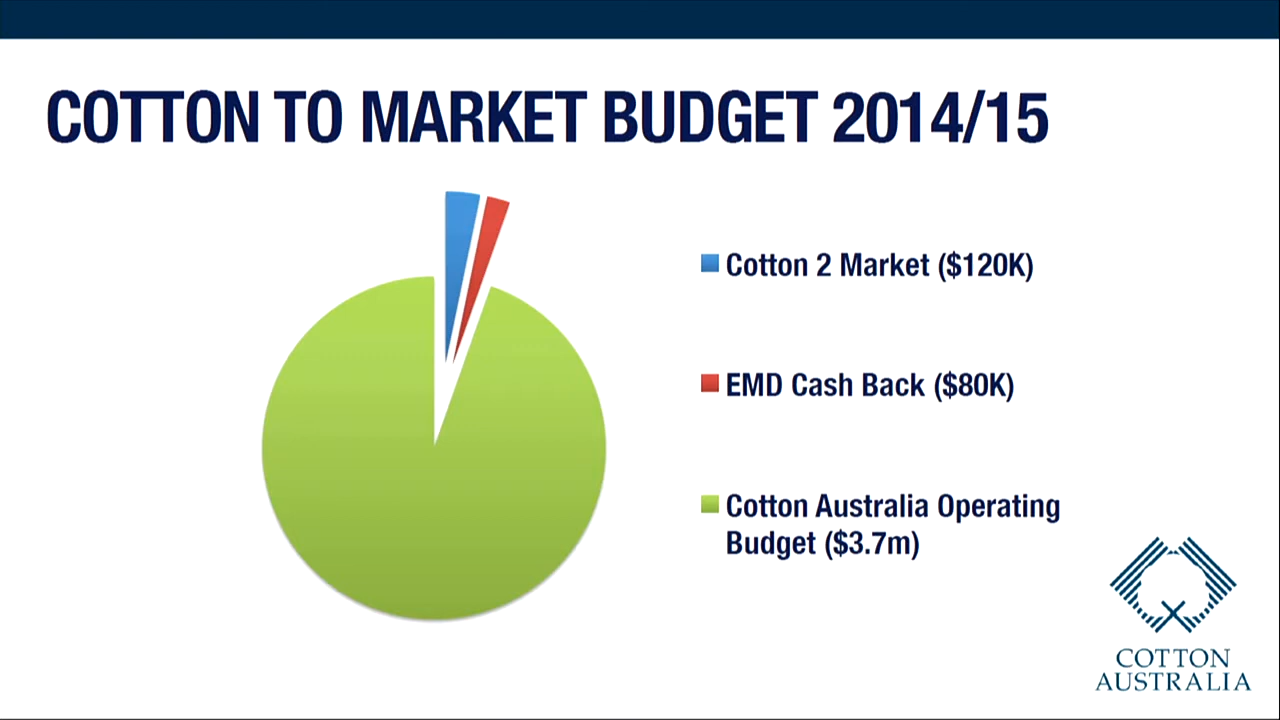 COTTON TO MARKET BUDGET 2014/15
Cotton 2 Market ($120K)
EMD Cash Back ($80K)
Cotton Australia Operating
Budget ($3.7m)
COTTON
AUSTRALIA